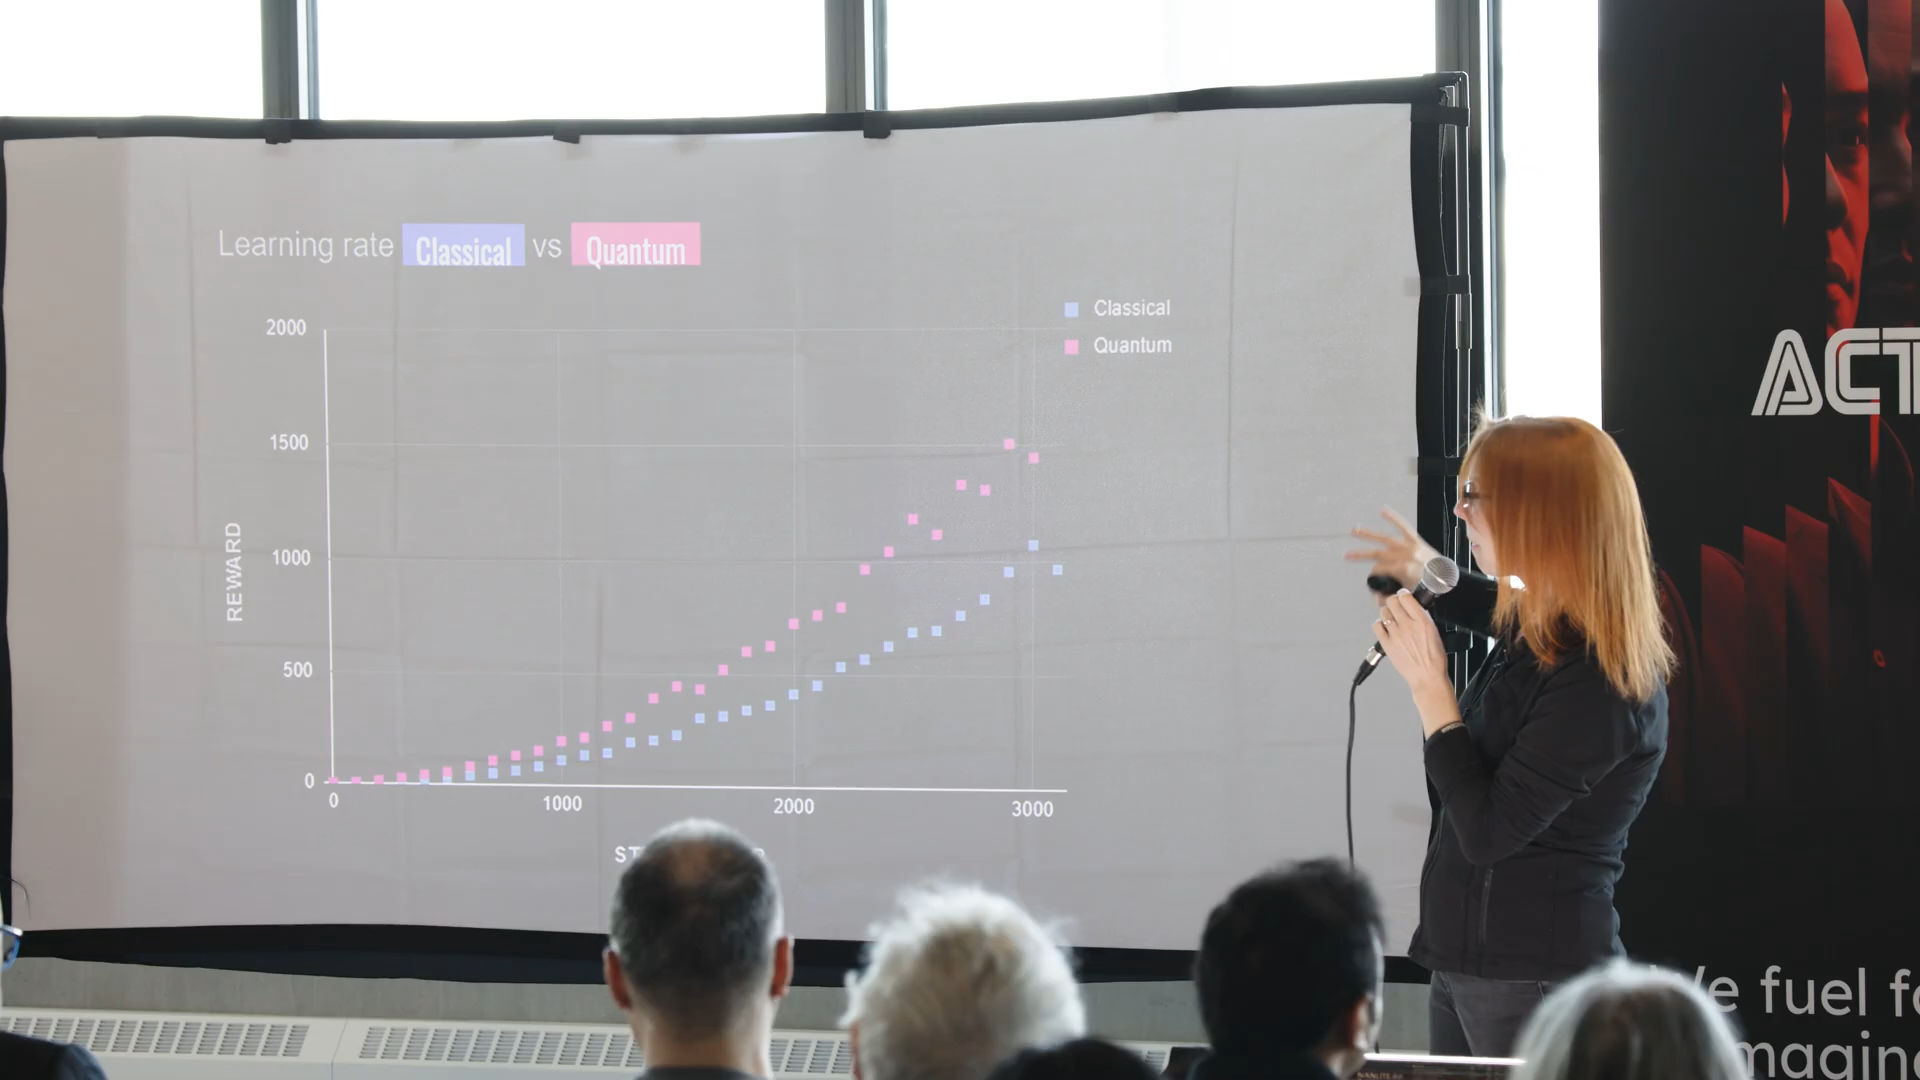 Learning rate Classical vs Quantum
Classical
Quantum
2000
1500
1000
500
0
REWARD
0
1000
2000
3000
ACT
We fuel